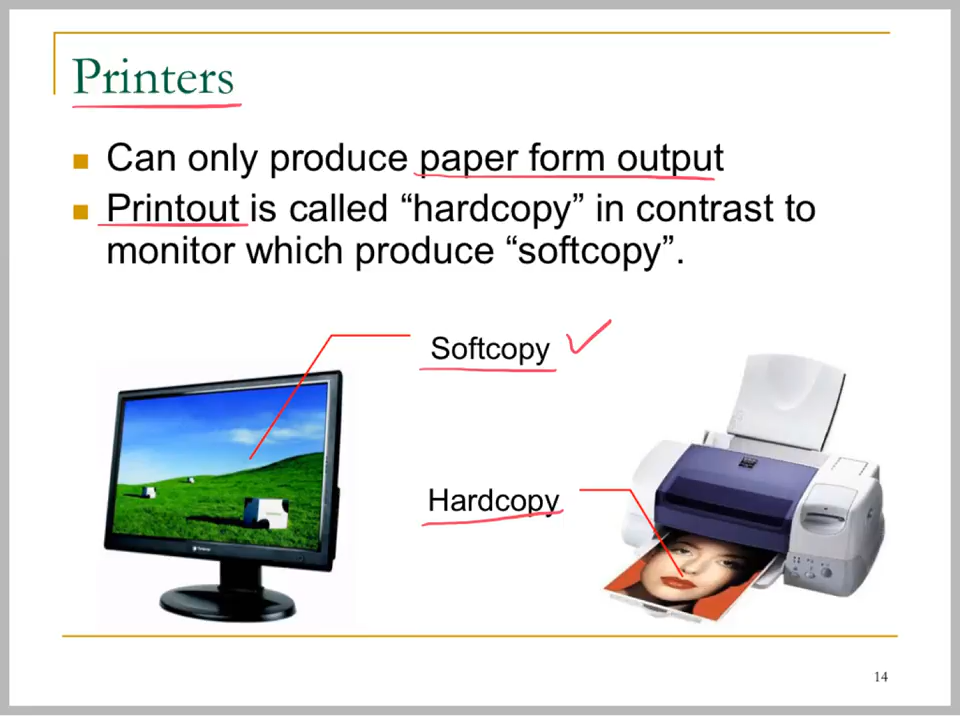 Printers
Can only produce paper form output
Printout is called “hardcopy” in contrast to
monitor which produce “softcopy”.
Softcopy
Hardcopy
14